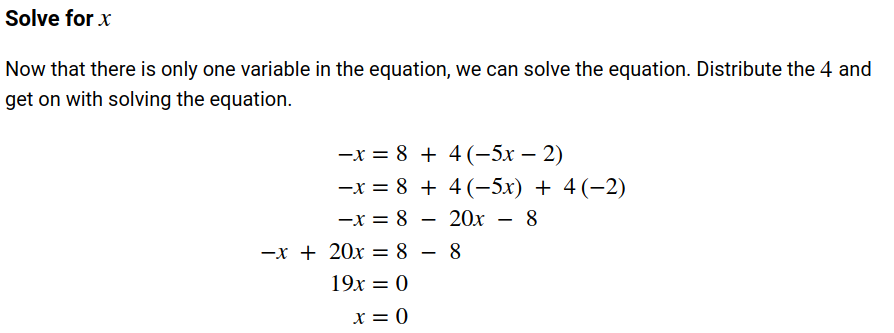 Solve for x
Now that there is only one variable in the equation, we can solve the equation. Distribute the 4 and
get on with solving the equation.
−x = 8 + 4 (−5x − 2)
−x = 8 + 4 (−5x) + 4 (−2)
−x = 8 − 20x − 8
−x + 20x = 8 − 8
19x = 0
x = 0